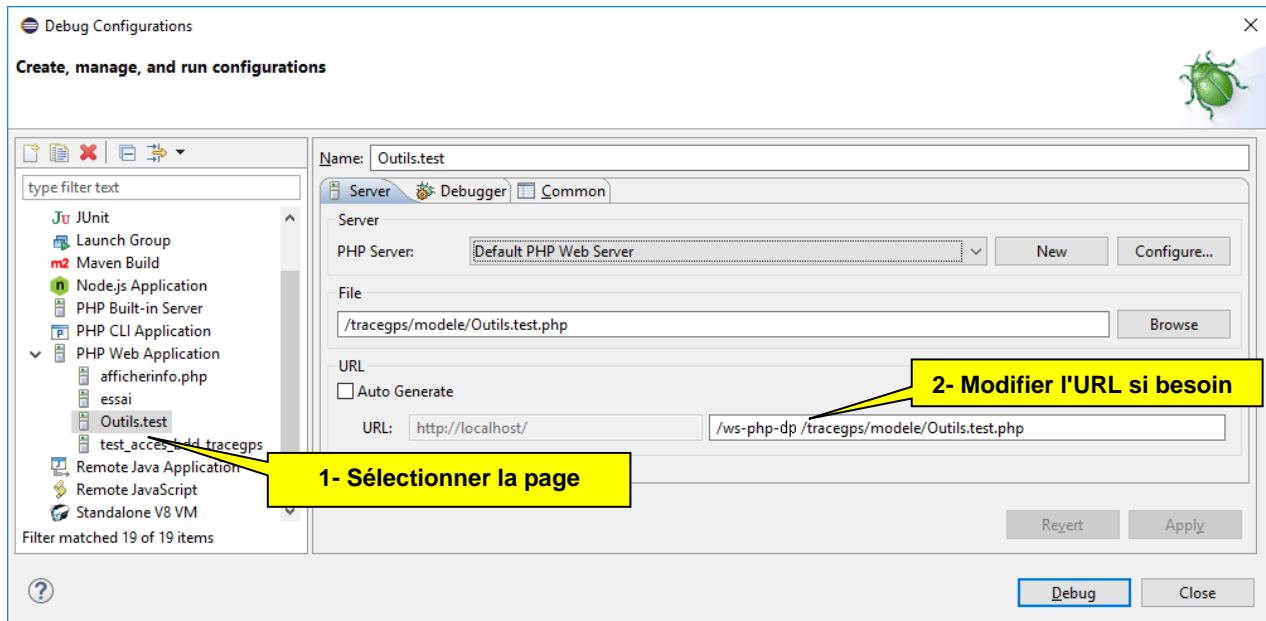 Debug Configurations
Create, manage, and run configurations
type filter text
Ju JUnit
Launch Group
m2 Maven Build
n Node.js Application
PHP Built-in Server
P PHP CLI Application
PHP Web Application
afficherinfo.php
essai
Outils.test
test_acces_bdd_tracegps
Remote Java Application
Remote JavaScript
Standalone V8 VM
Filter matched 19 of 19 items
Name: Outils.test
Server Debugger Common
Server
PHP Server: Default PHP Web Server New Configure...
File
/tracegps/modele/Outils.test.php Browse
URL
Auto Generate
URL: http://localhost/ /ws-php-dp /tracegps/modele/Outils.test.php
2- Modifier l'URL si besoin
1- Sélectionner la page
Revert Apply
? Debug Close